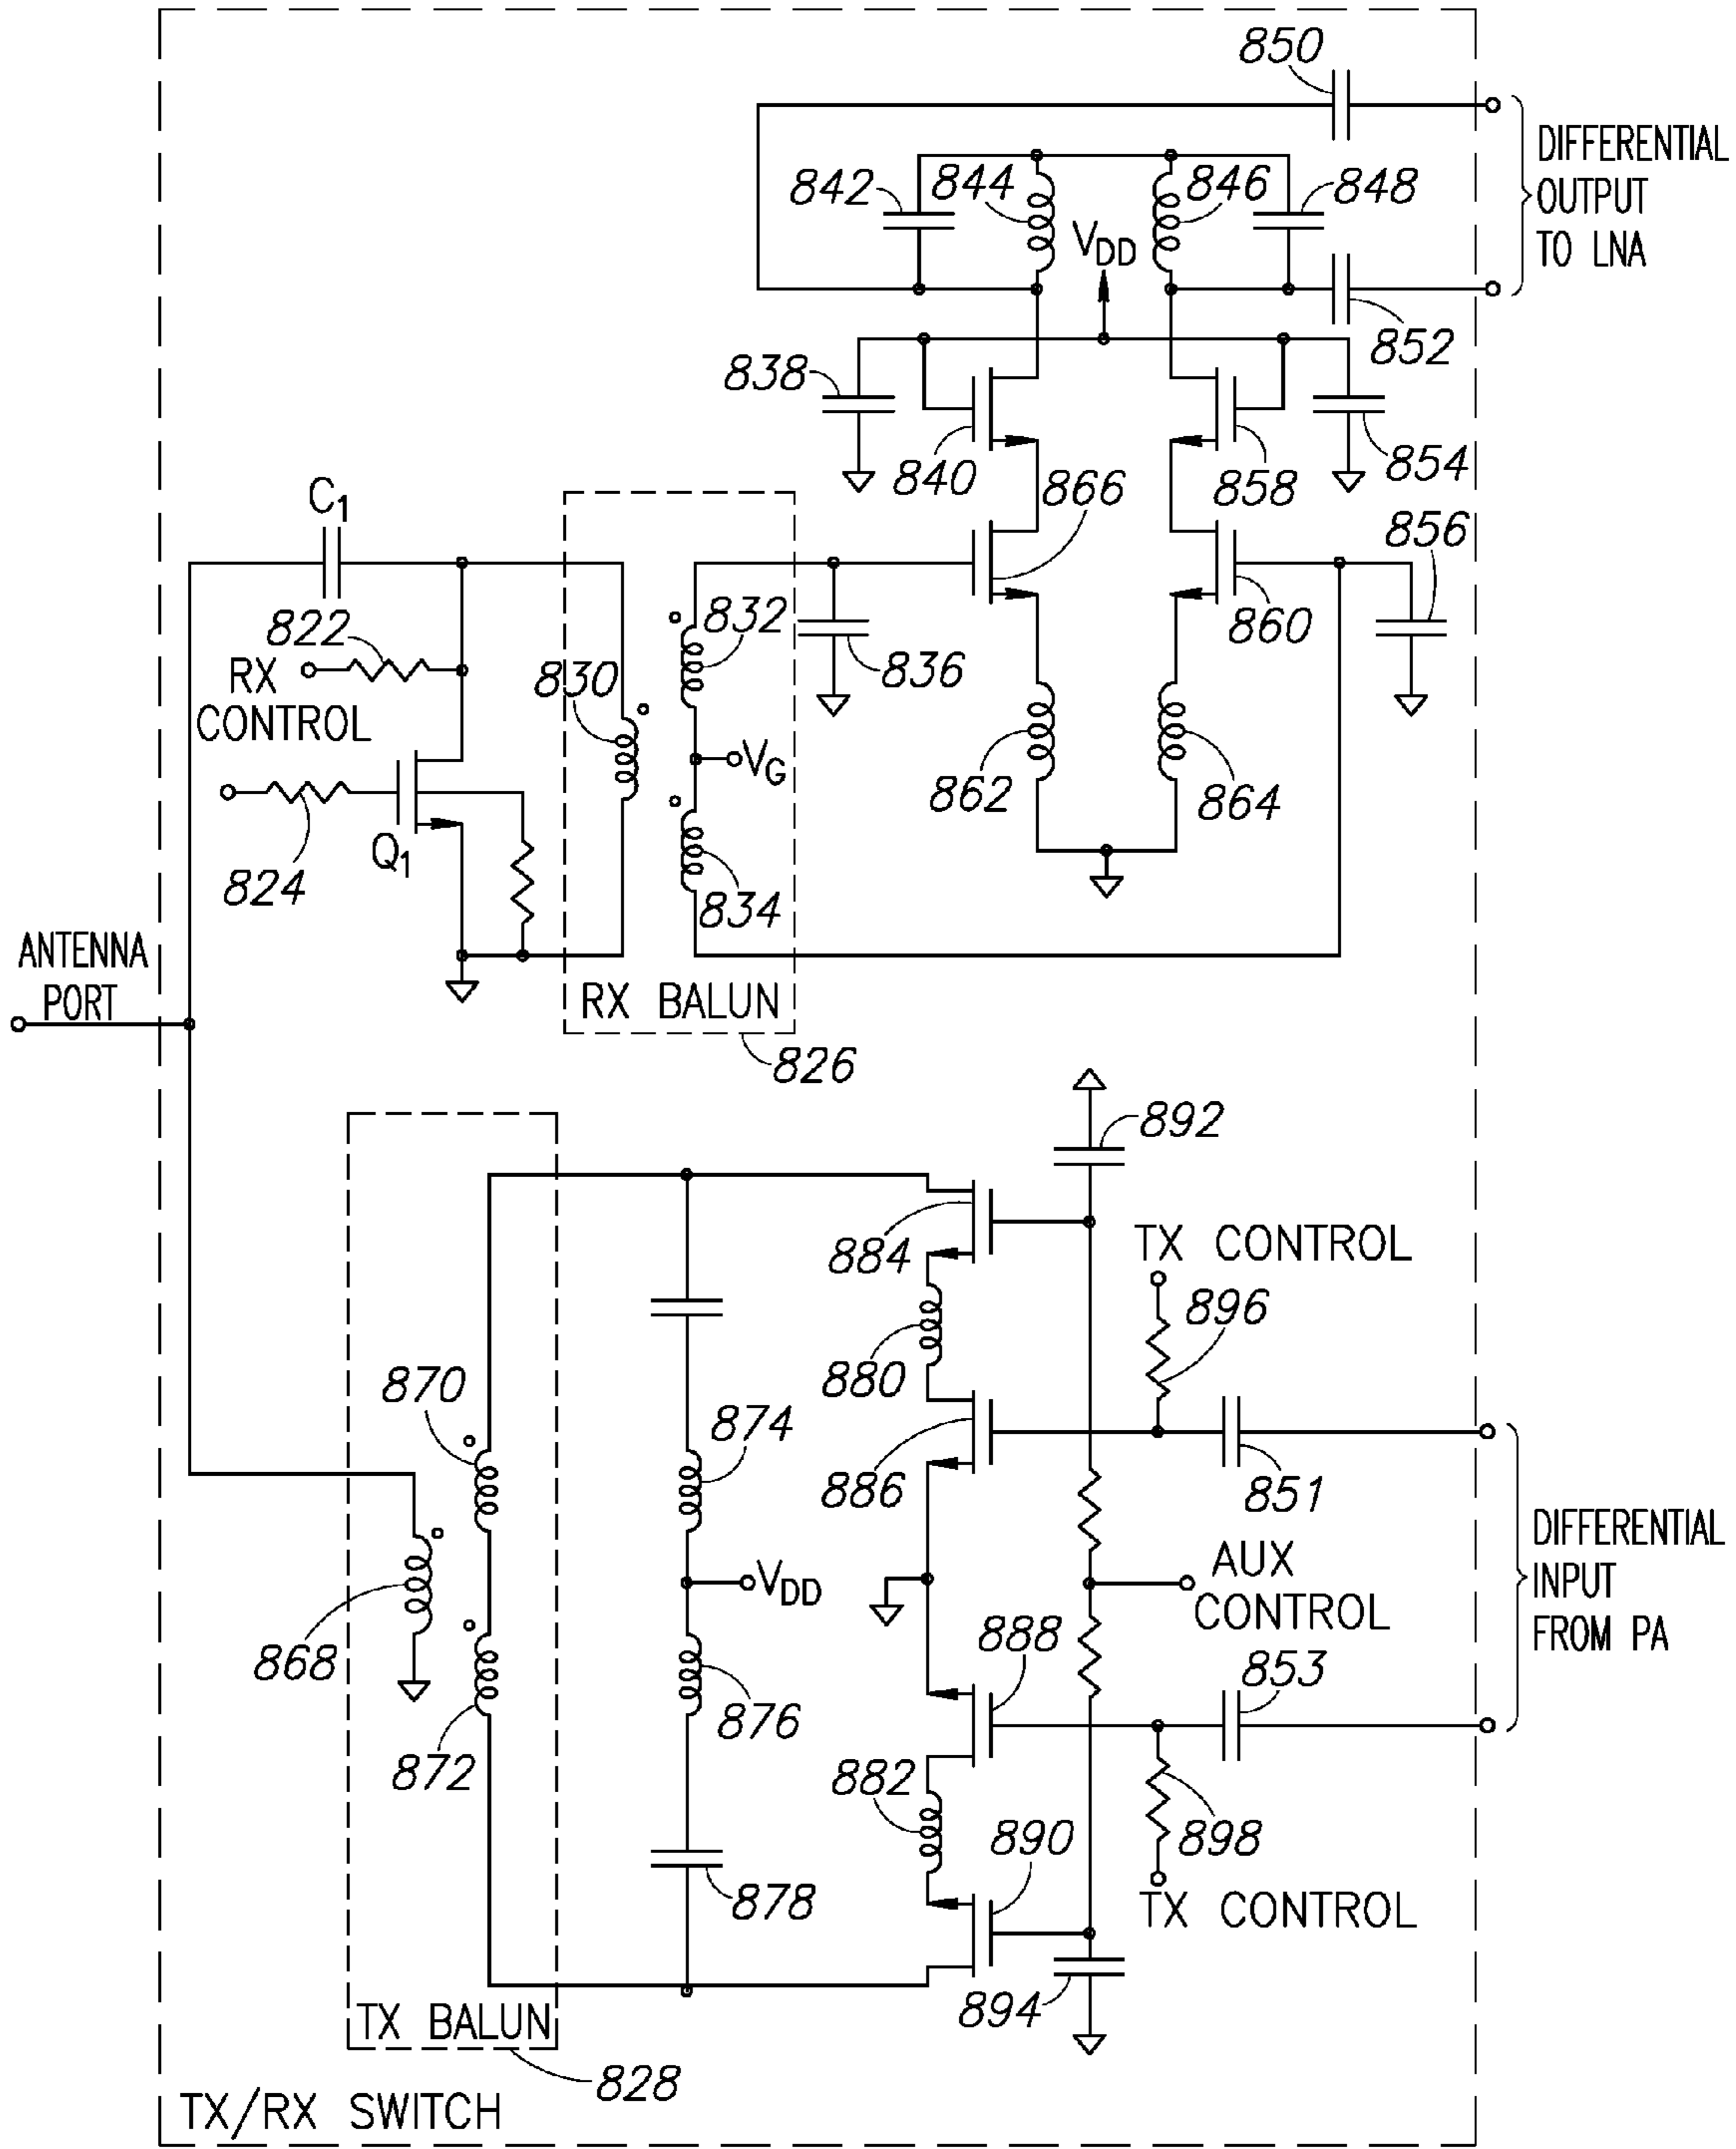 850
DIFFERENTIAL
OUTPUT
TO LNA
842
844
846
848
VDD
852
838
840
866
858
854
856
C1
822
RX
CONTROL
830
832
836
860
VG
862
864
824
Q1
834
ANTENNA
PORT
RX BALUN
826
892
884
TX CONTROL
896
870
880
874
886
851
DIFFERENTIAL
INPUT
FROM PA
VDD
AUX
CONTROL
868
888
853
876
872
882
890
898
878
TX CONTROL
894
TX BALUN
828
TX/RX SWITCH